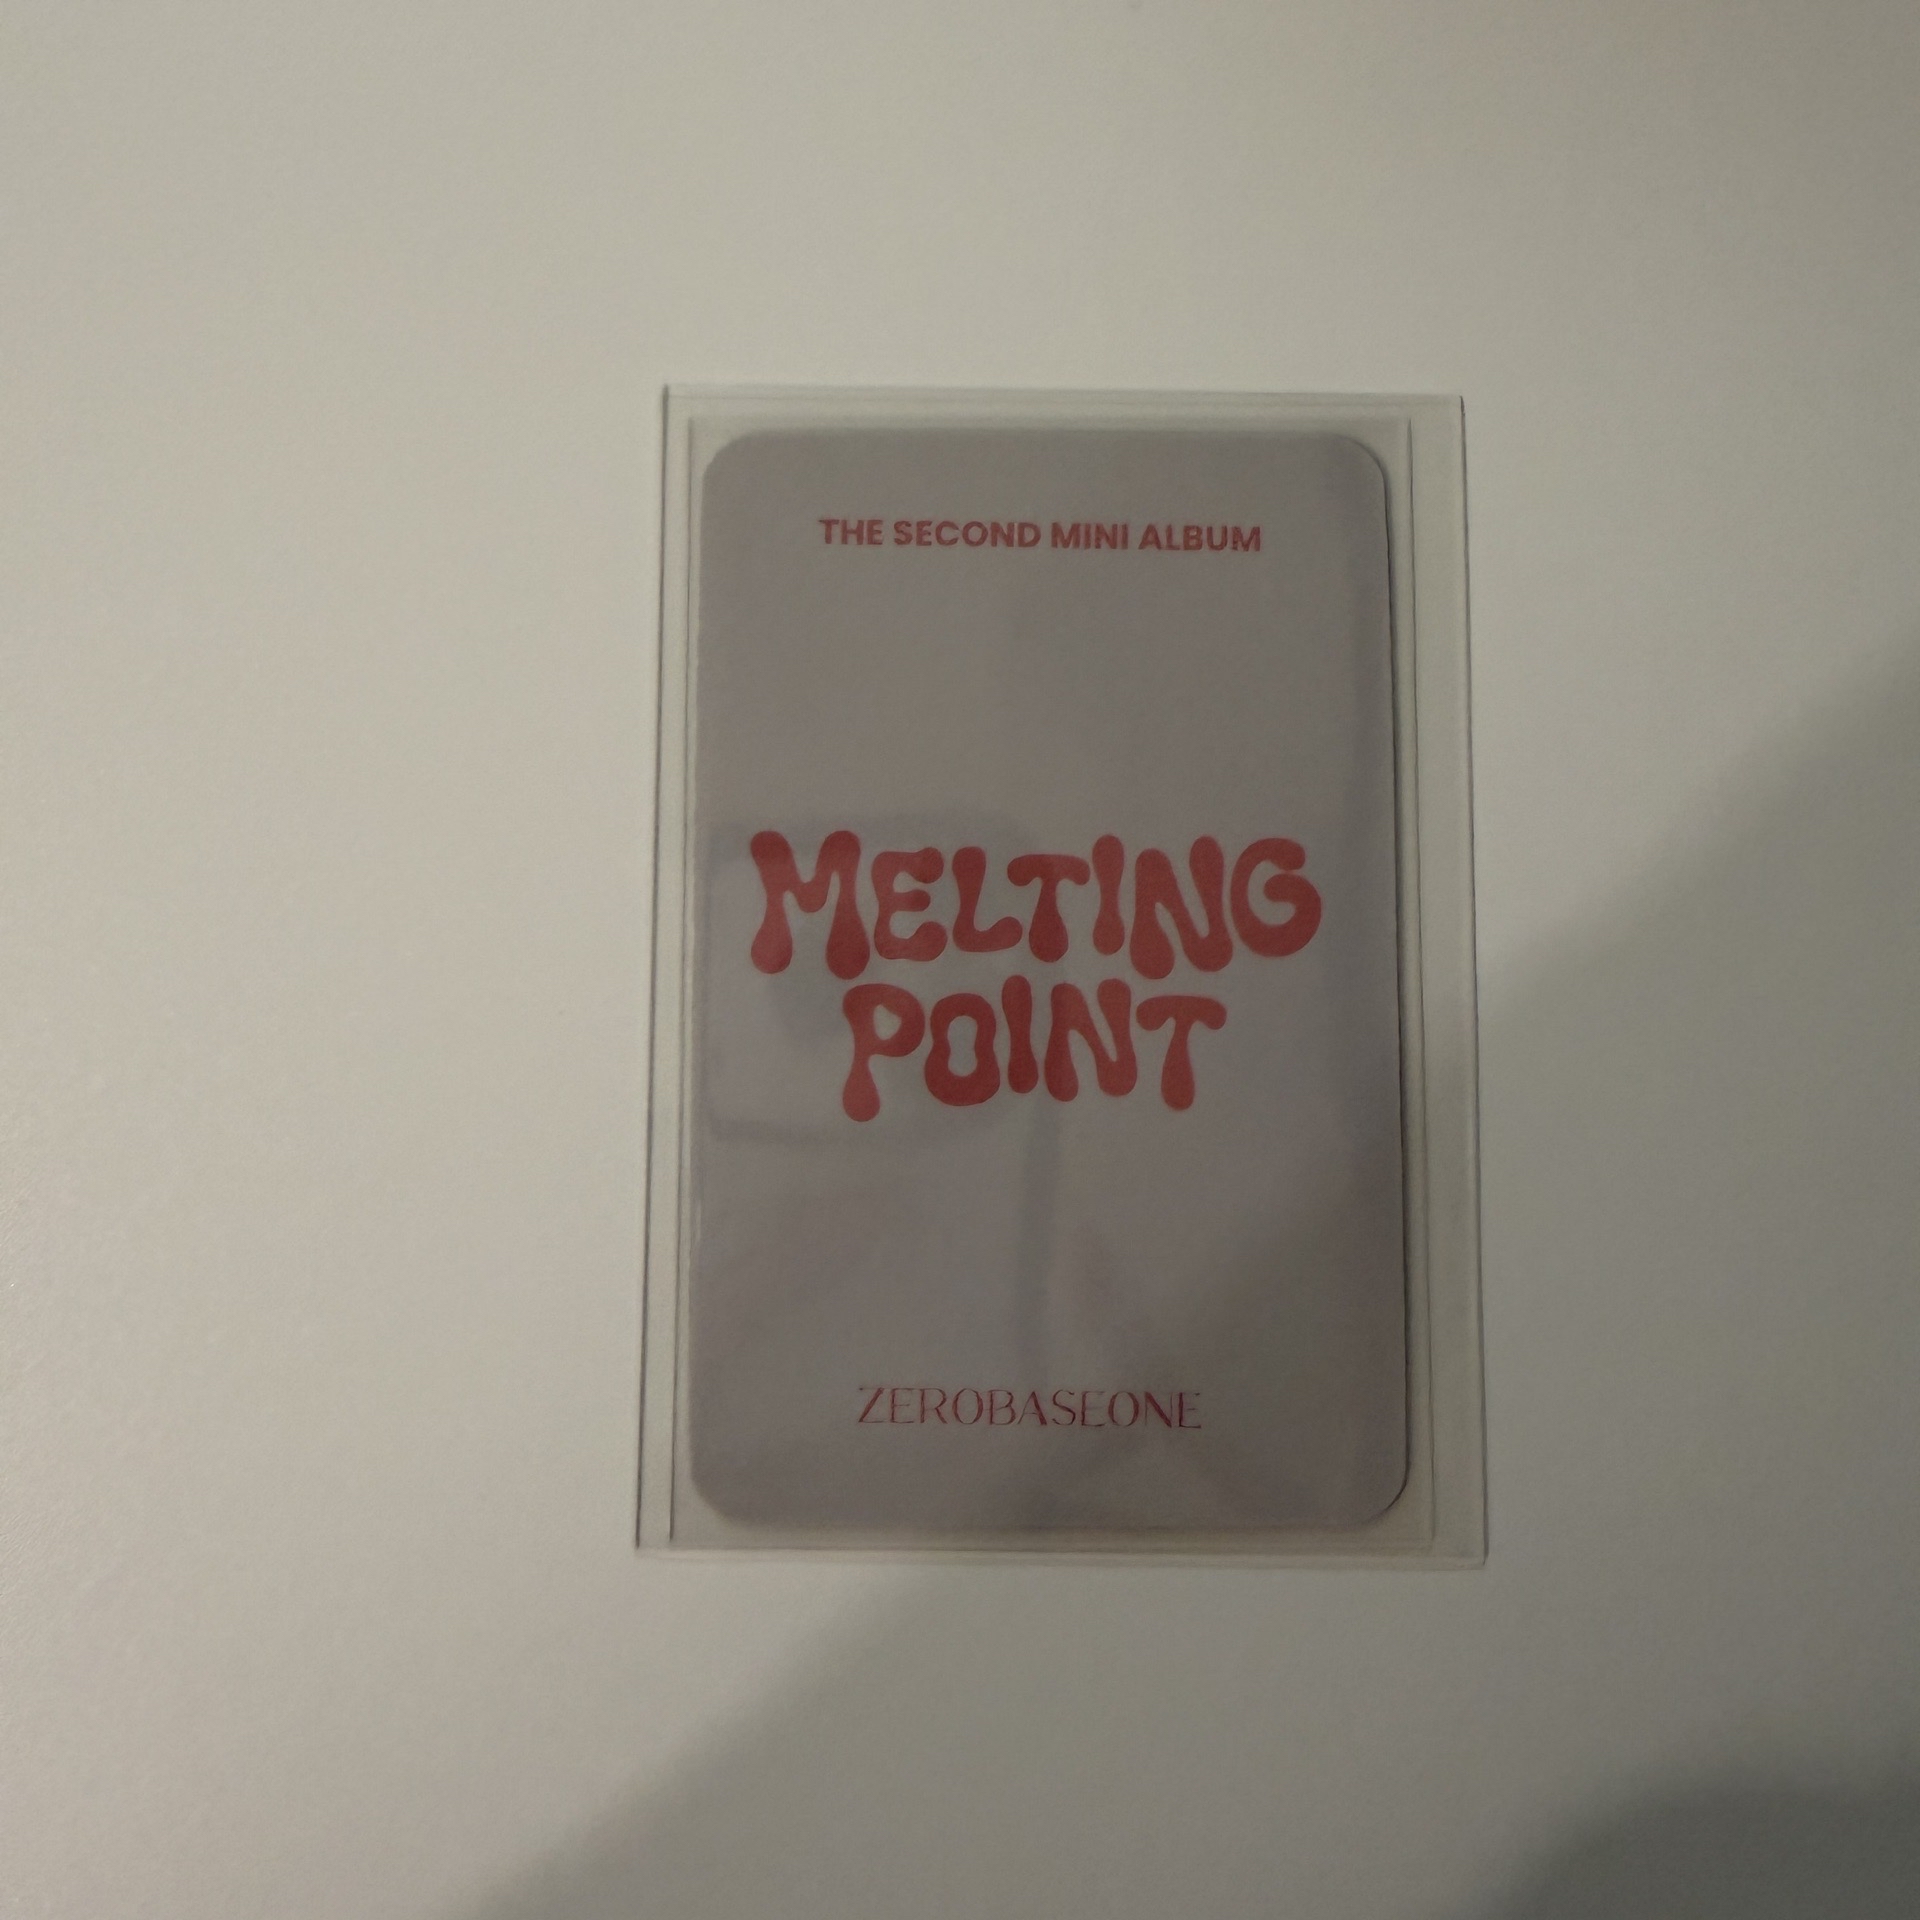 THE SECOND MINI ALBUM
MELTING
POINT
ZEROBASEONE